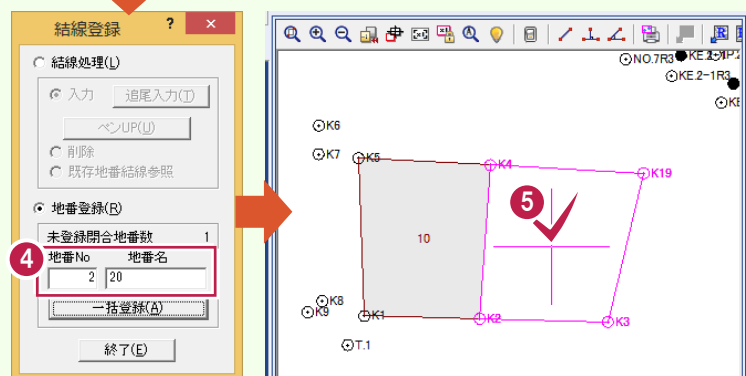 結線登録 ? ×
結線処理(L)
入力 追尾入力(T)
ペンUP(U)
削除
既存地番結線参照
地番登録(R)
未登録閉合地番数 1
4
地番No 地番名
2 20
一括登録(A)
終了(E)
NO.7R3
KE.2-1R3
K6
K7
K5
K4
K19
5
10
K8
K9
K1
K2
K3
T.1